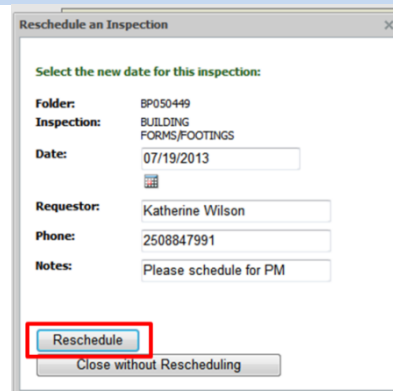 Reschedule an Inspection
Select the new date for this inspection:
Folder: BP050449
Inspection: BUILDING
FORMS/FOOTINGS
Date: 07/19/2013
Requestor: Katherine Wilson
Phone: 2508847991
Notes: Please schedule for PM
Reschedule
Close without Rescheduling